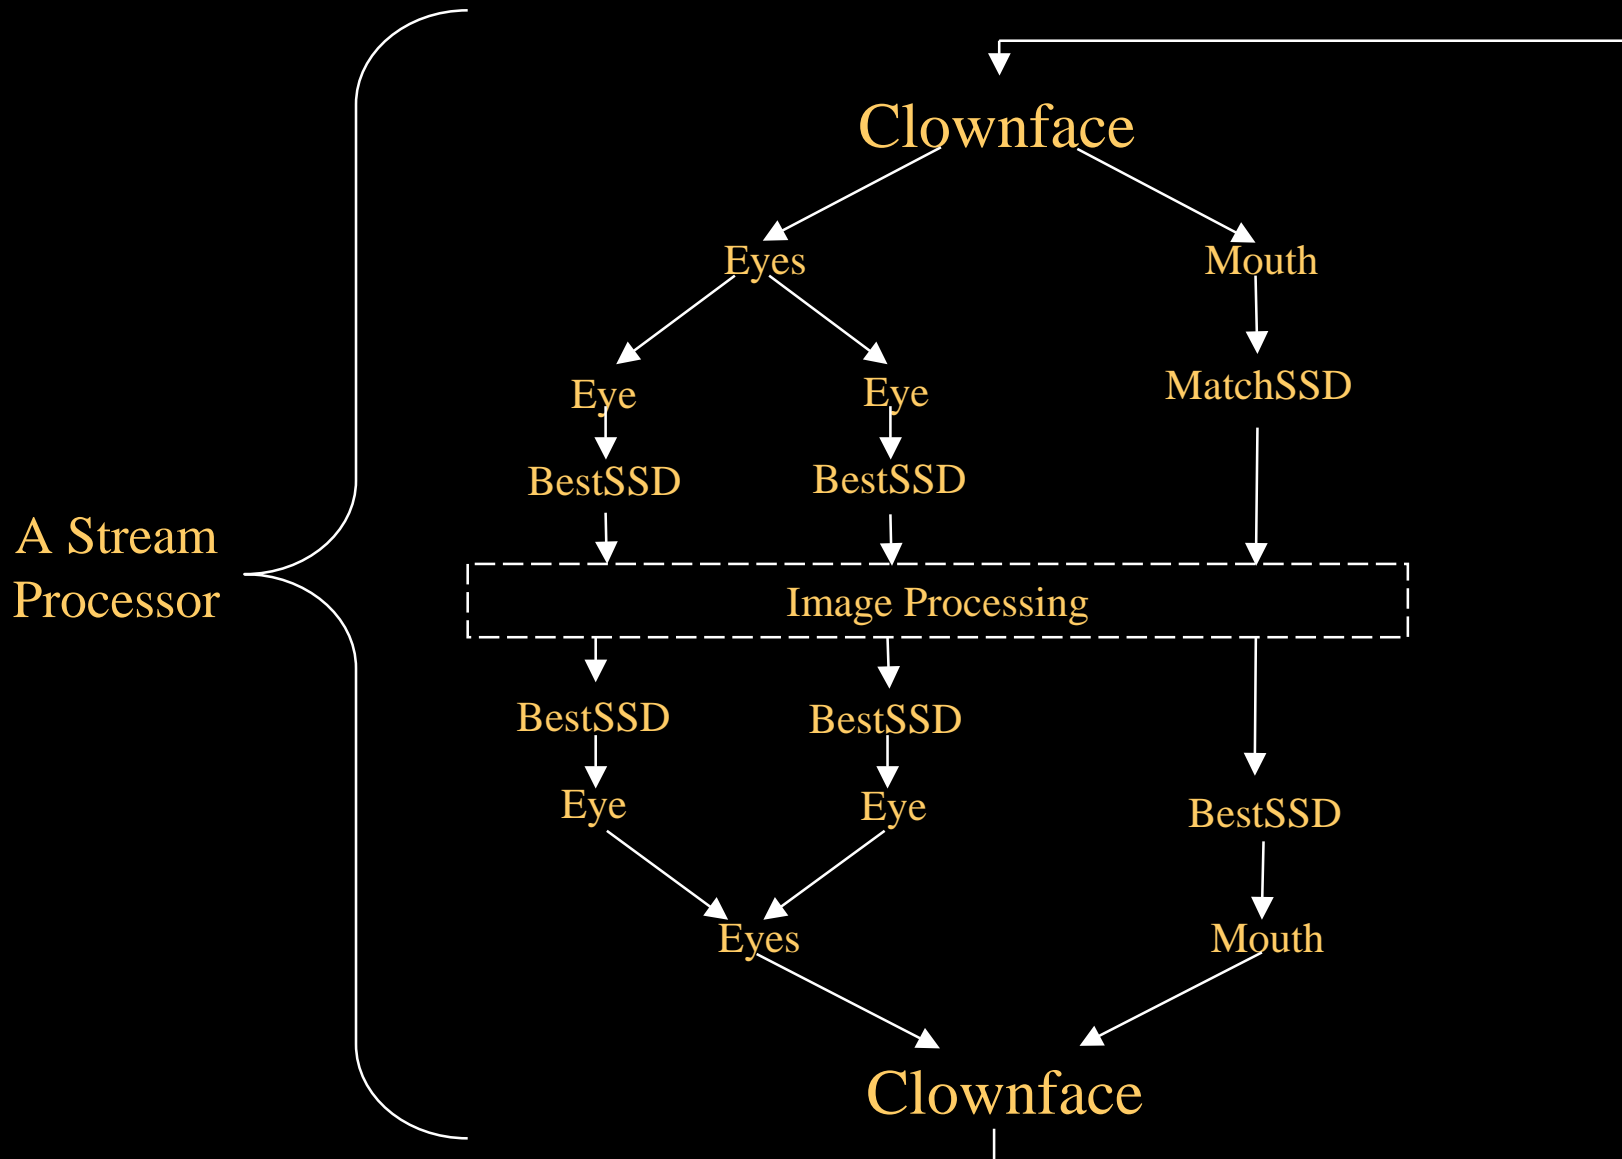 Clownface
Eyes
Mouth
Eye
Eye
MatchSSD
BestSSD
BestSSD
A Stream
Processor
Image Processing
BestSSD
BestSSD
Eye
Eye
BestSSD
Eyes
Mouth
Clownface